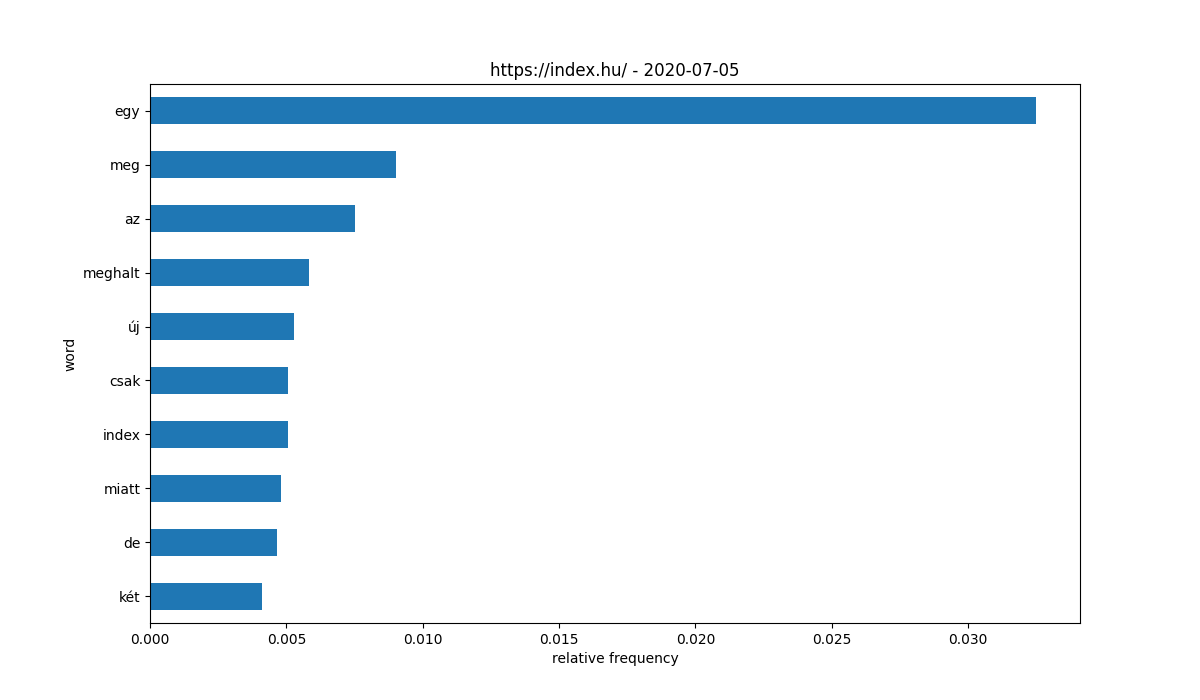 https://index.hu/ - 2020-07-05
egy
meg
az
meghalt
új
csak
index
miatt
de
két
word
0.000 0.005 0.010 0.015 0.020 0.025 0.030
relative frequency